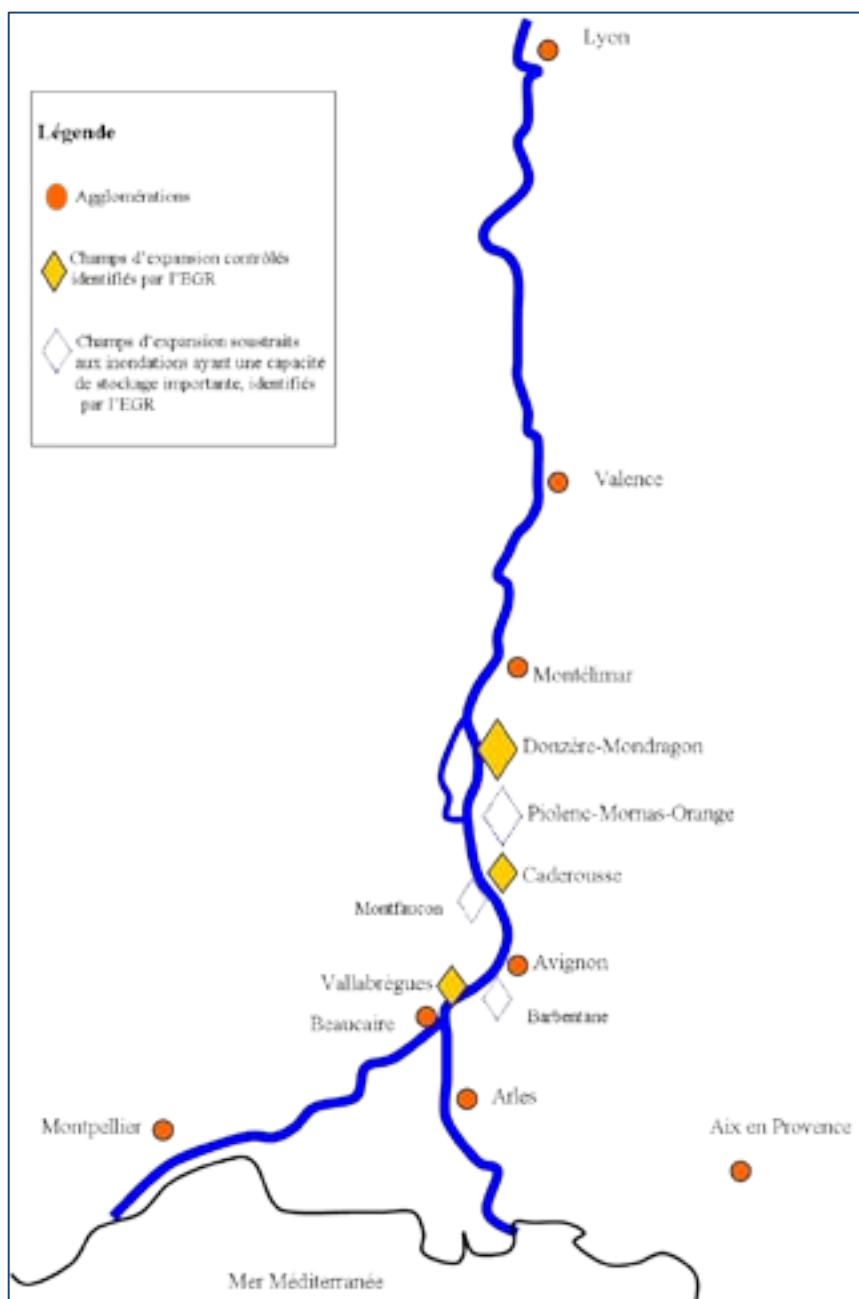 Lyon
Légende
Agglomérations
Champs d'expansion contrôlés
identifiés par l'EGR
Champs d'expansion soustraits
aux inondations ayant une capacité
de stockage importante, identifiés
par l'EGR
Valence
Montélimar
Donzère-Mondragon
Piolenc-Mornas-Orange
Caderousse
Montfaucon
Avignon
Vallabrègues
Barbentane
Beaucaire
Arles
Montpellier
Aix en Provence
Mer Méditerranée